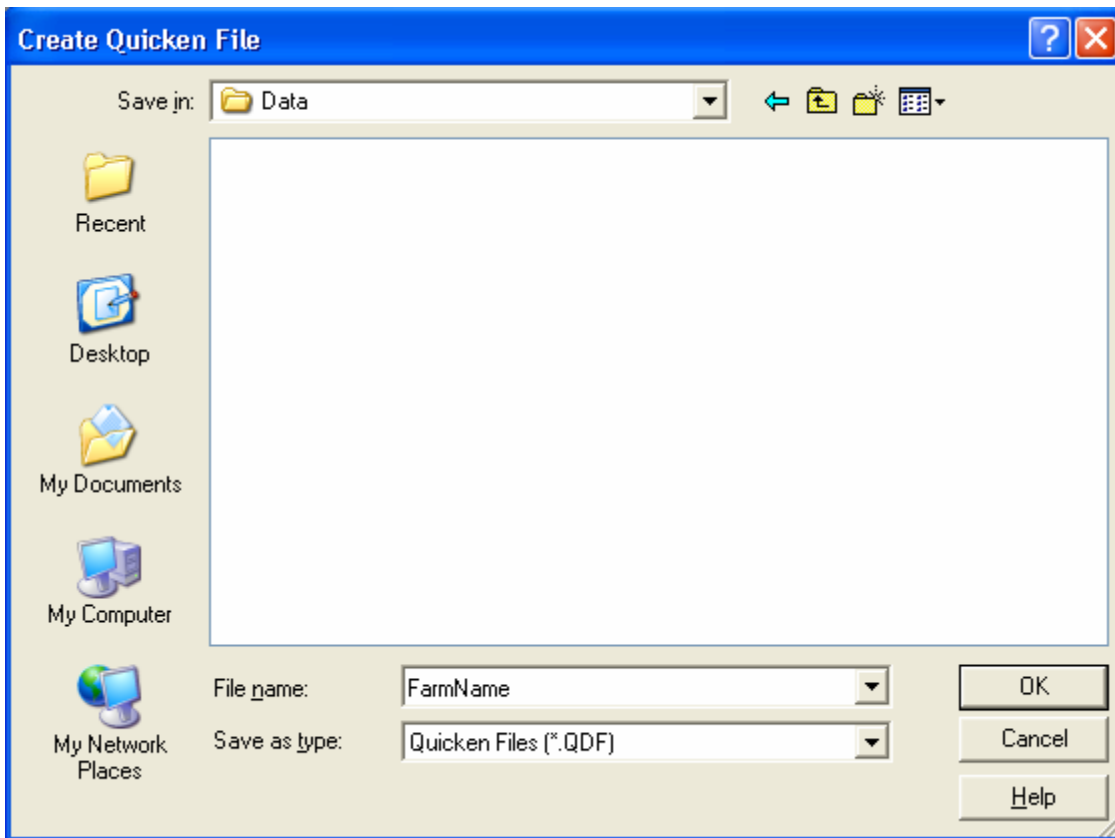 Create Quicken File
Save in:
Data
Recent
Desktop
My Documents
My Computer
My Network
Places
File name:
FarmName
OK
Save as type:
Quicken Files (*.QDF)
Cancel
Help